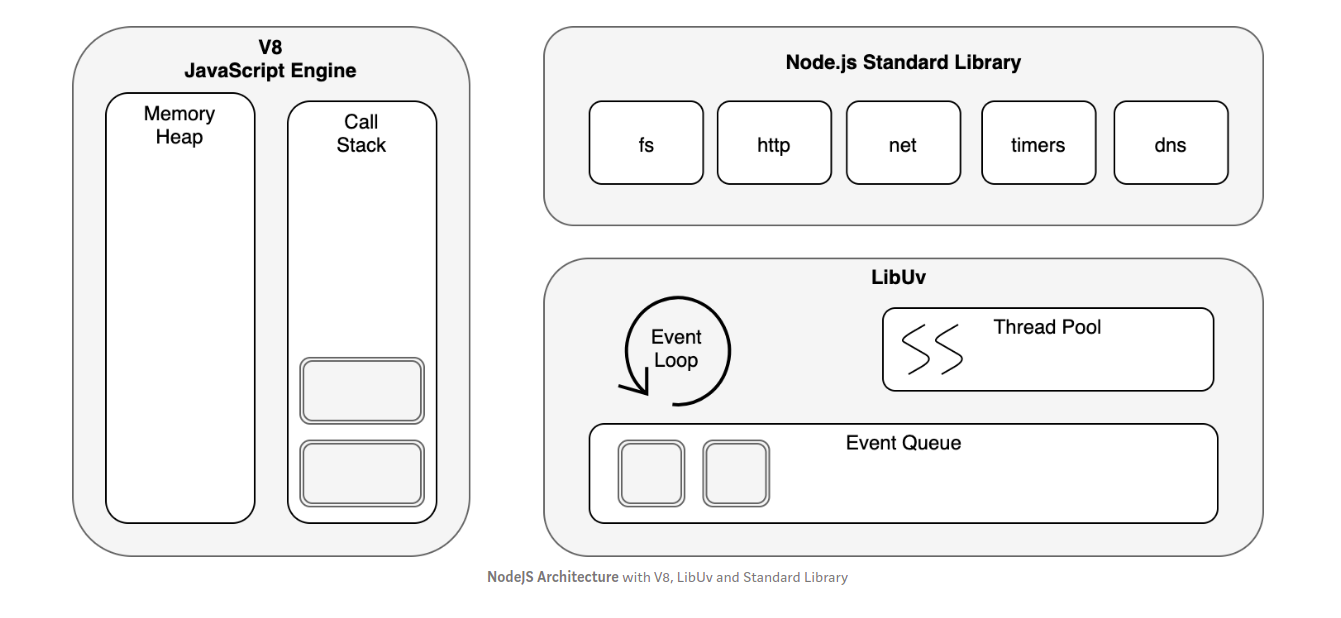 V8
JavaScript Engine
Memory
Heap
Call
Stack
Node.js Standard Library
fs
http
net
timers
dns
LibUv
Event
Loop
Thread Pool
Event Queue
NodeJS Architecture with V8, LibUv and Standard Library